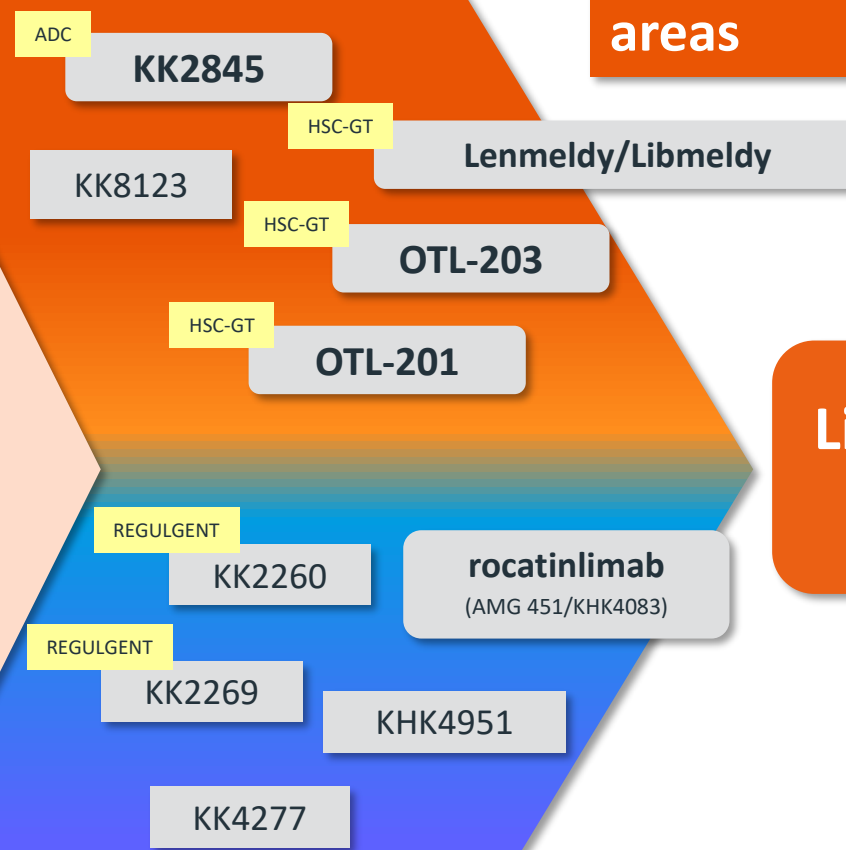 areas
ADC
KK2845
HSC-GT
Lenmeldy/Libmeldy
KK8123
HSC-GT
OTL-203
HSC-GT
OTL-201
REGULGENT
KK2260
rocatinlimab
(AMG 451/KHK4083)
REGULGENT
KK2269
KHK4951
KK4277